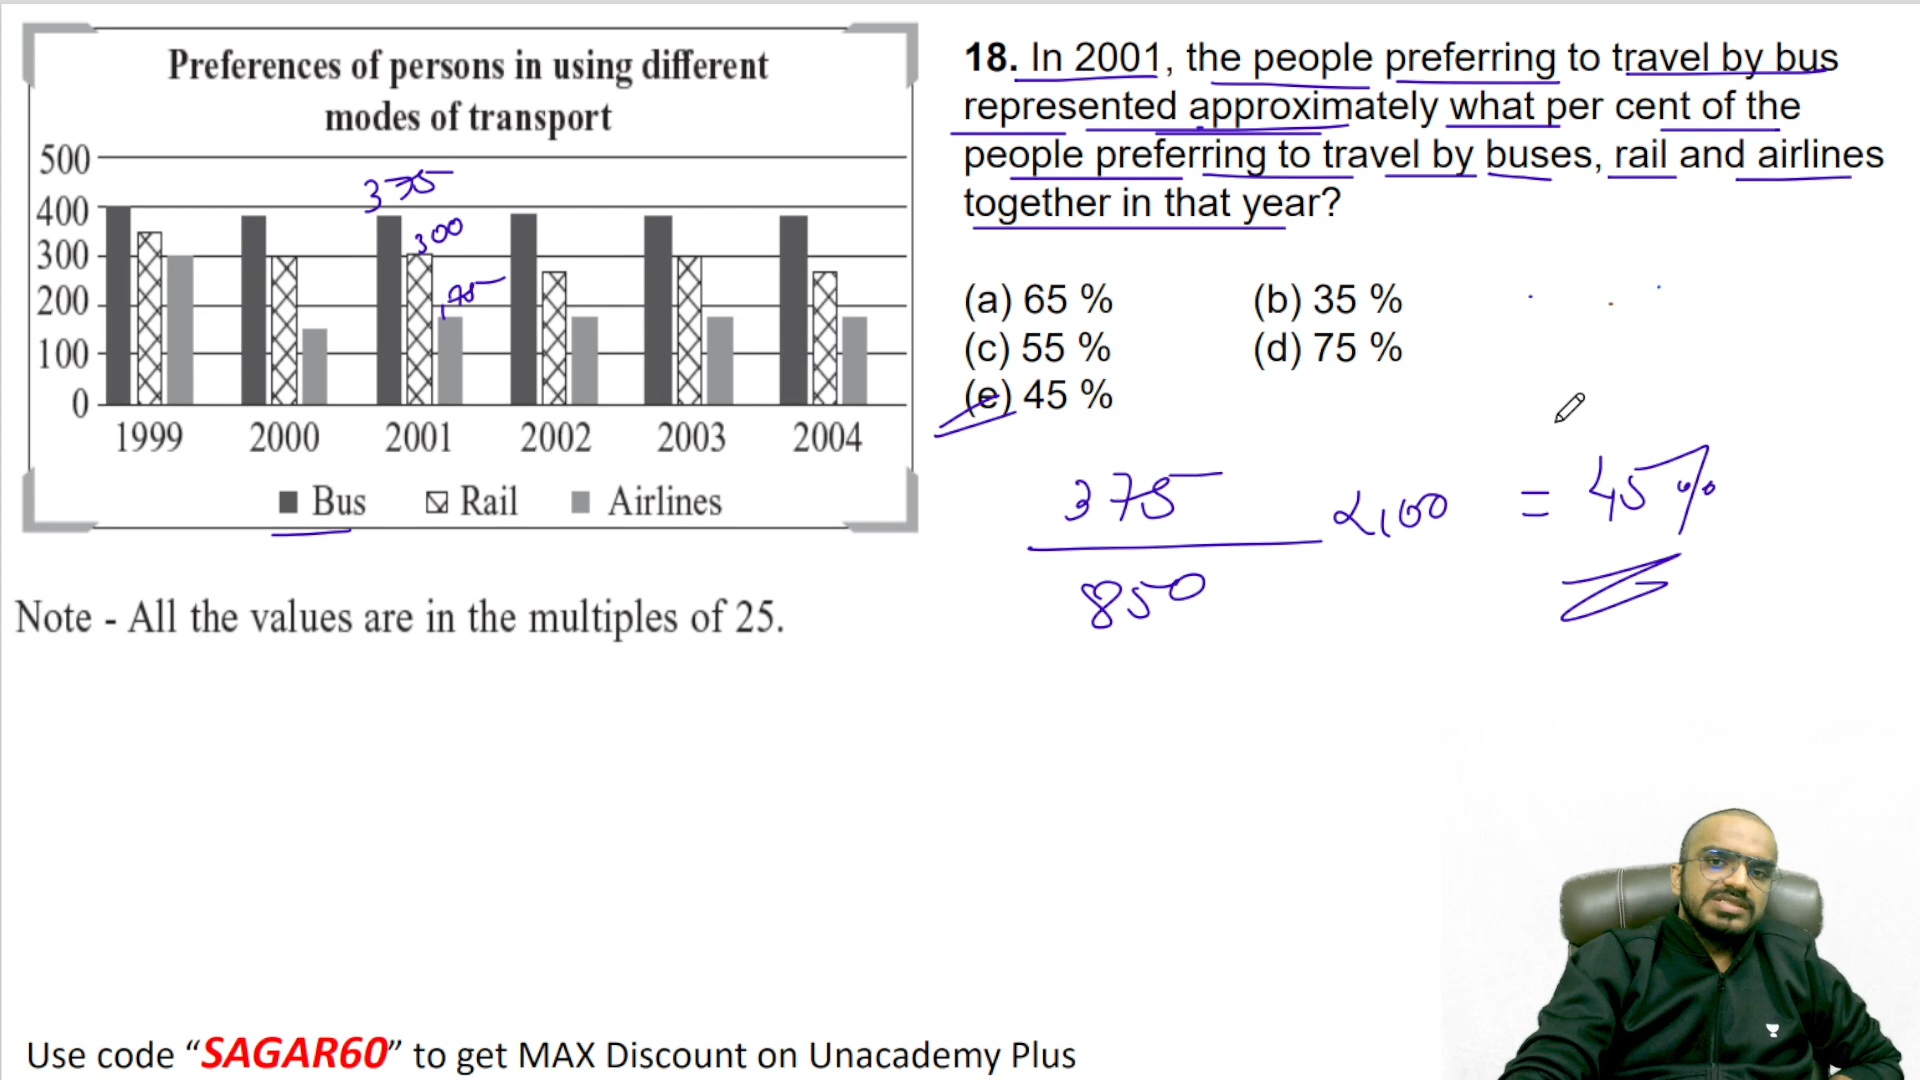 Preferences of persons in using different
modes of transport
500
400
300
200
100
0
375
300
175
1999 2000 2001 2002 2003 2004
Bus Rail Airlines
Note - All the values are in the multiples of 25.
18. In 2001, the people preferring to travel by bus
represented approximately what per cent of the
people preferring to travel by buses, rail and airlines
together in that year?
(a) 65 % (b) 35 %
(c) 55 % (d) 75 %
(e) 45 %
375
850
×100 = 45%
Use code “SAGAR60” to get MAX Discount on Unacademy Plus